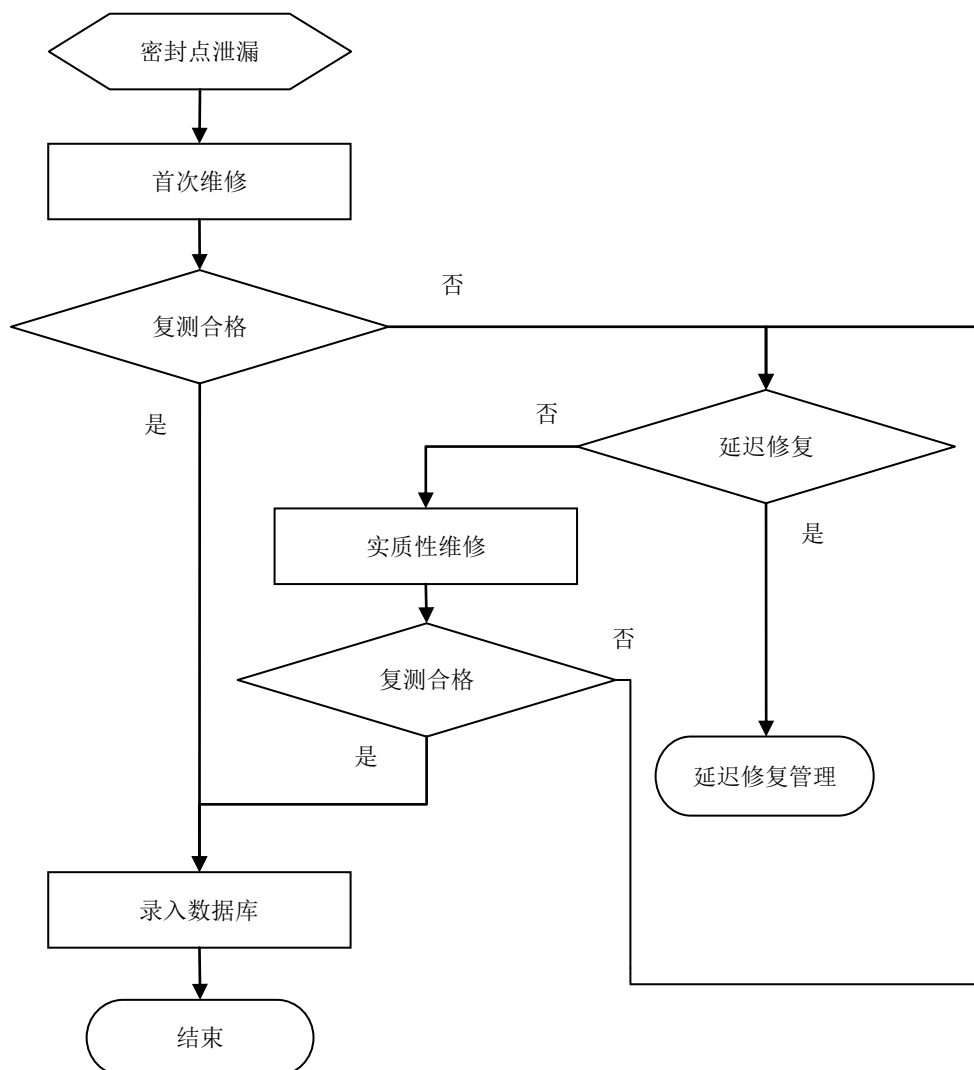 密封点泄漏
首次维修
否
复测合格
是
否
延迟修复
实质性维修
是
否
复测合格
是
延迟修复管理
录入数据库
结束